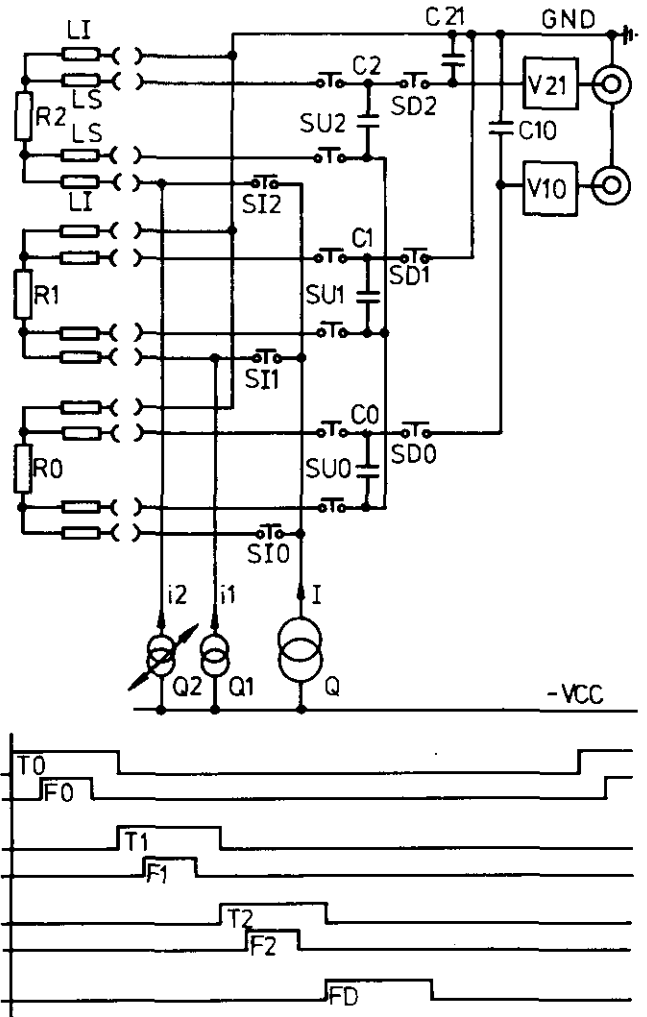 LI
C21
GND
C2
LS
SD2
V21
R2
SU2
LS
C10
LI
SI2
V10
C1
SD1
R1
SU1
SI1
C0
R0
SU0
SD0
SI0
i2
i1
I
Q2
Q1
Q
-VCC
T0
F0
T1
F1
T2
F2
FD